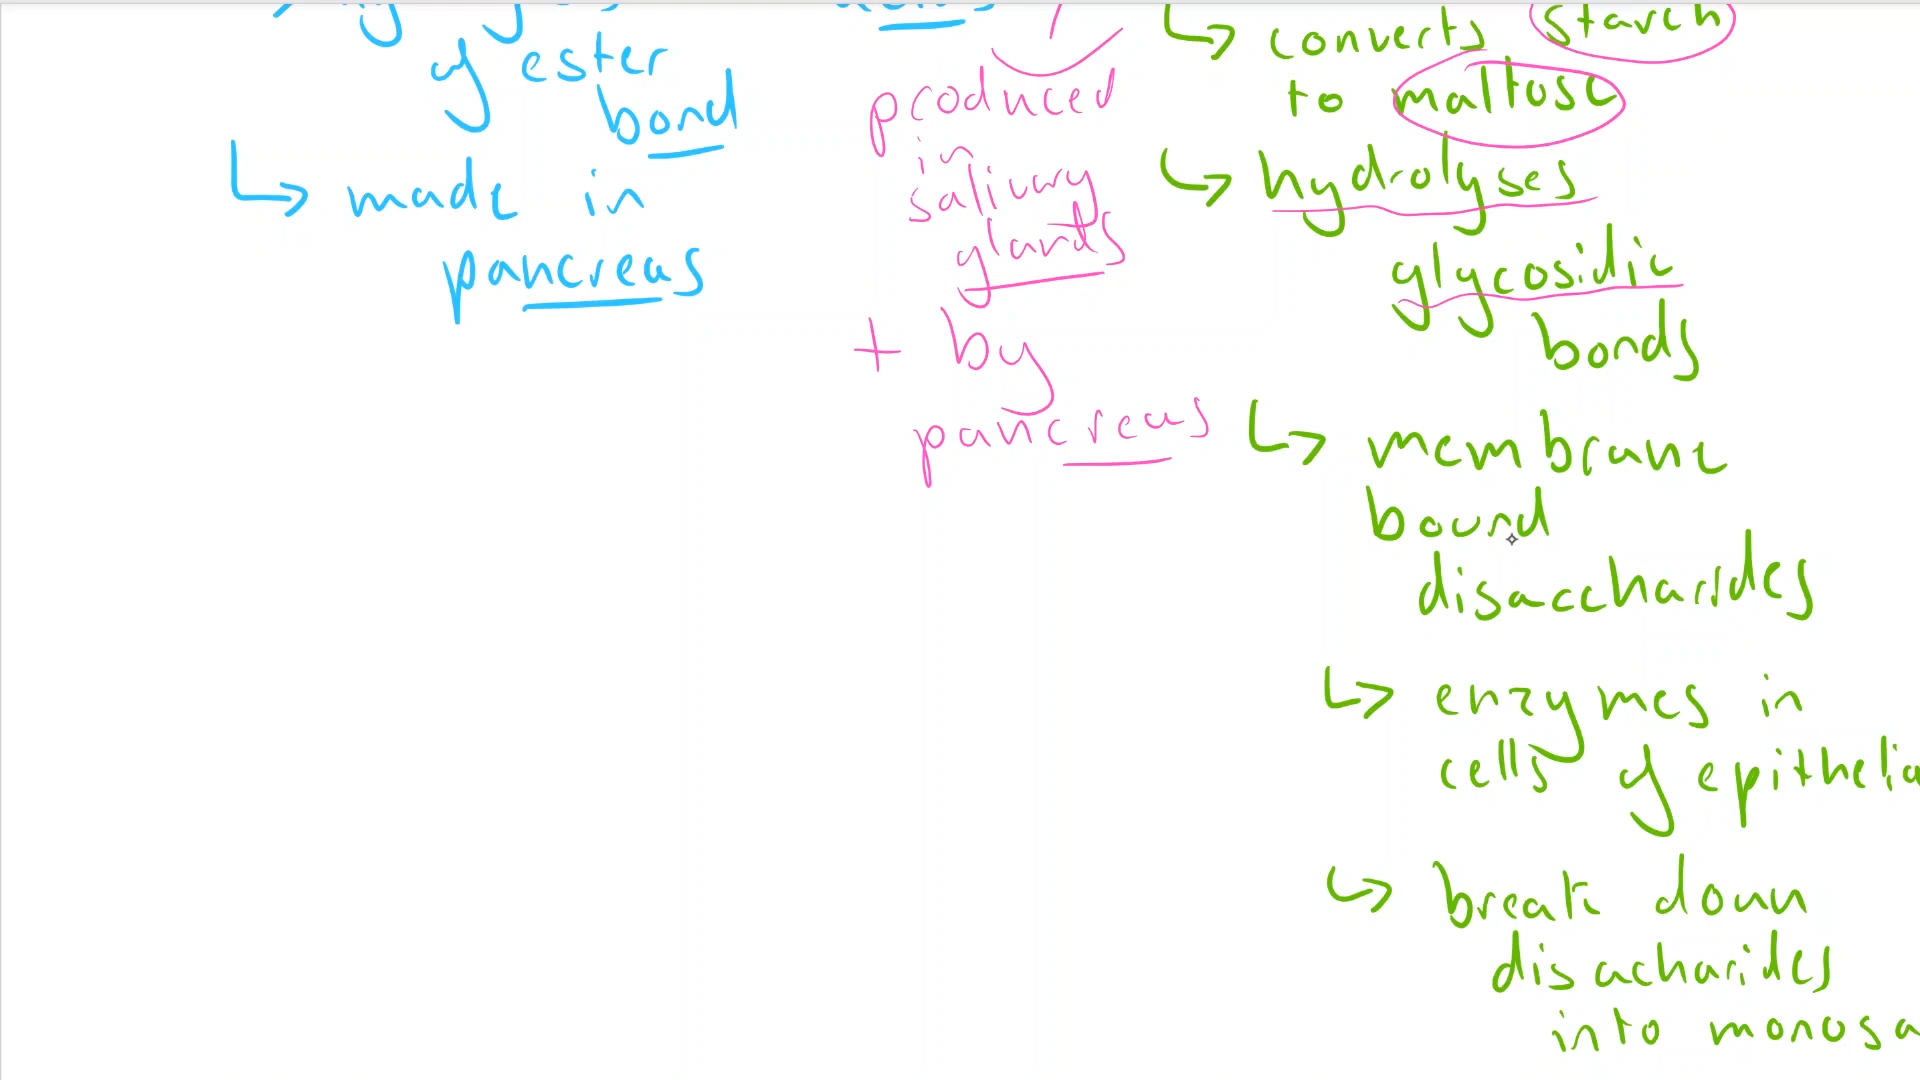 of ester
bond
made in
pancreas
produced
in
salivary
glands
+ by
pancreas
converts starch
to maltose
hydrolyses
glycosidic
bonds
membrane
bound
disaccharides
enzymes in
cells of epithelia
break down
disacharides
into monosa